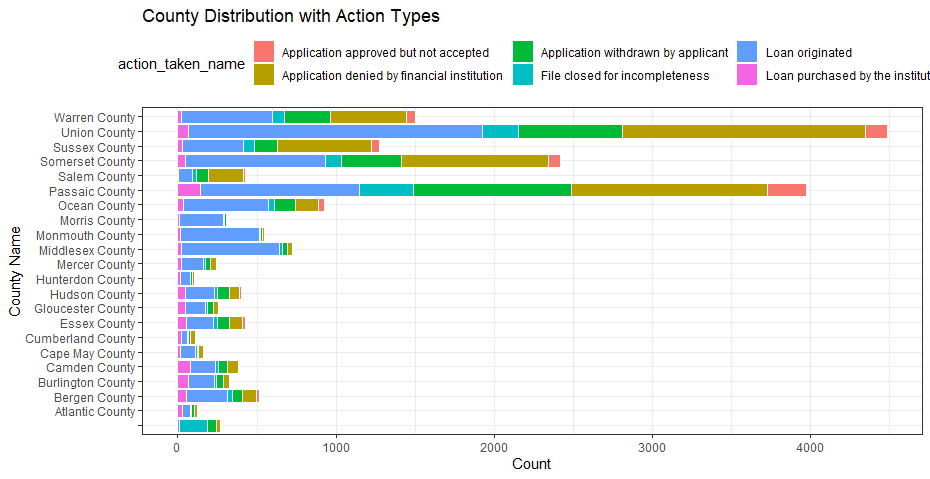 County Distribution with Action Types
action_taken_name
Application approved but not accepted
Application withdrawn by applicant
Loan originated
Application denied by financial institution
File closed for incompleteness
Loan purchased by the institut
Warren County
Union County
Sussex County
Somerset County
Salem County
Passaic County
Ocean County
Morris County
Monmouth County
Middlesex County
Mercer County
Hunterdon County
Hudson County
Gloucester County
Essex County
Cumberland County
Cape May County
Camden County
Burlington County
Bergen County
Atlantic County
County Name
0 1000 2000 3000 4000
Count